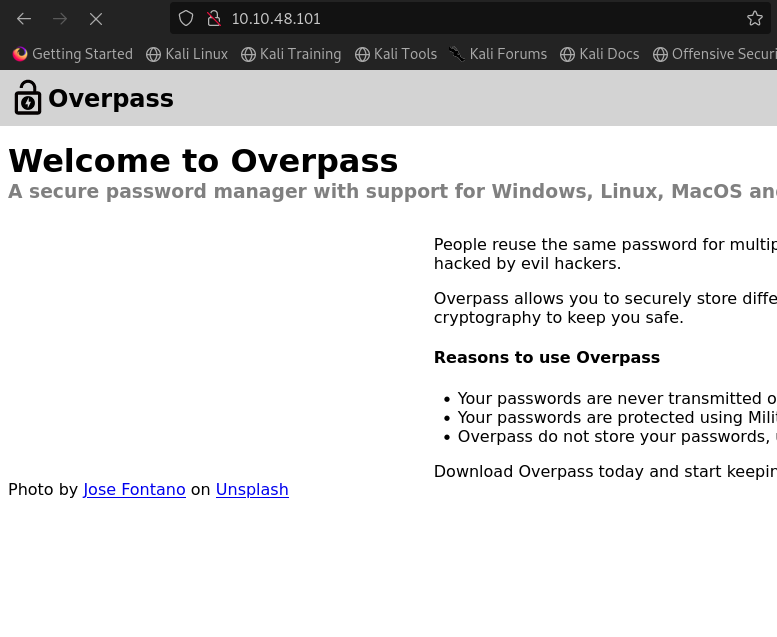 10.10.48.101
Getting Started Kali Linux Kali Training Kali Tools Kali Forums Kali Docs Offensive Securi
Overpass
Welcome to Overpass
A secure password manager with support for Windows, Linux, MacOS and
People reuse the same password for multip
hacked by evil hackers.
Overpass allows you to securely store diffe
cryptography to keep you safe.
Reasons to use Overpass
• Your passwords are never transmitted o
• Your passwords are protected using Mili
• Overpass do not store your passwords, u
Download Overpass today and start keepin
Photo by Jose Fontano on Unsplash